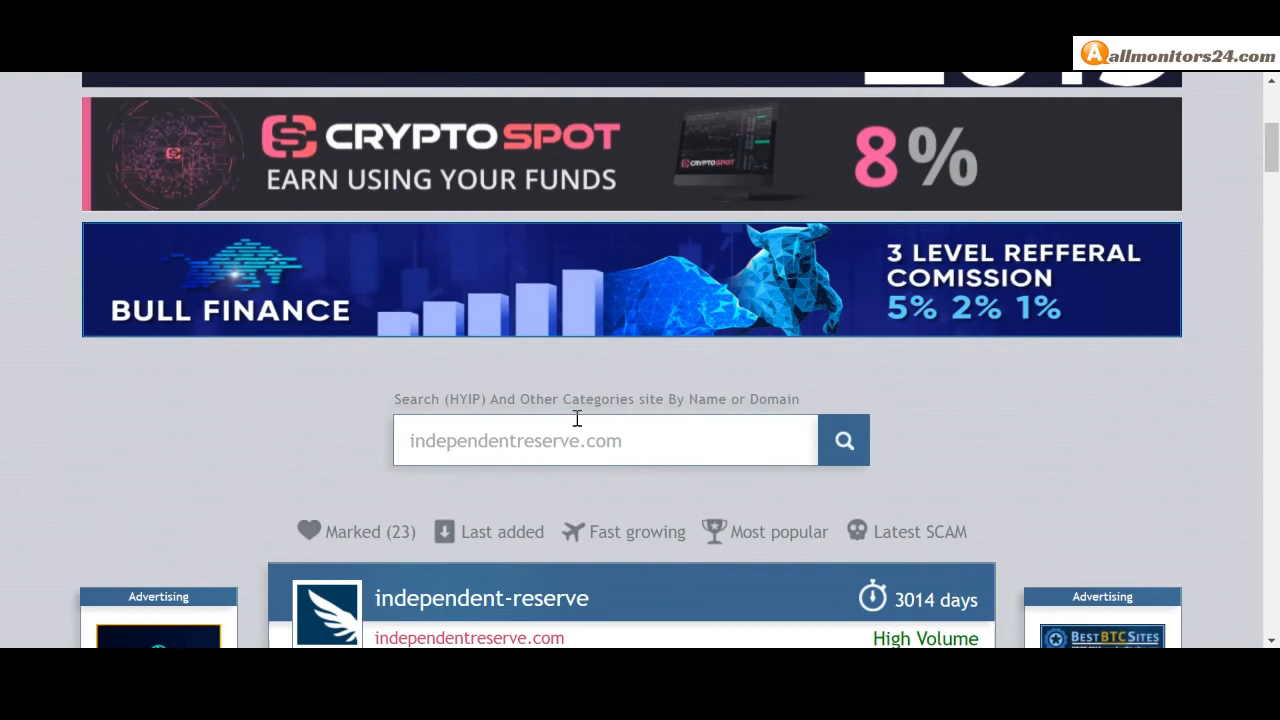 allmonitors24.com
CRYPTOSPOT
EARN USING YOUR FUNDS
CRYPTOSPOT
8%
BULL FINANCE
3 LEVEL REFFERAL
COMISSION
5% 2% 1%
Search (HYIP) And Other Categories site By Name or Domain
independentreserve.com
Marked (23) Last added Fast growing Most popular Latest SCAM
Advertising
independent-reserve
3014 days
Advertising
independentreserve.com
High Volume
BESTBTCSITES